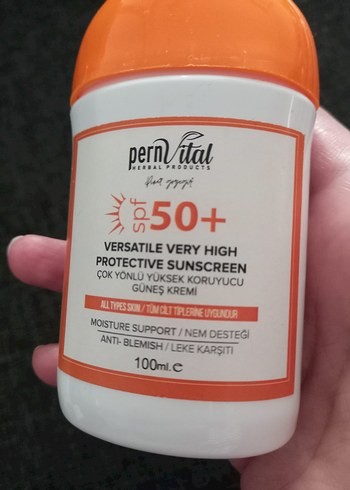 pernVital
HERBAL PRODUCTS
spf 50+
VERSATILE VERY HIGH
PROTECTIVE SUNSCREEN
ÇOK YÖNLÜ YÜKSEK KORUYUCU
GÜNEŞ KREMİ
ALL TYPES SKIN / TÜM CİLT TİPLERİNE UYGUNDUR
MOISTURE SUPPORT / NEM DESTEĞİ
ANTI- BLEMISH / LEKE KARŞITI
100ml. e